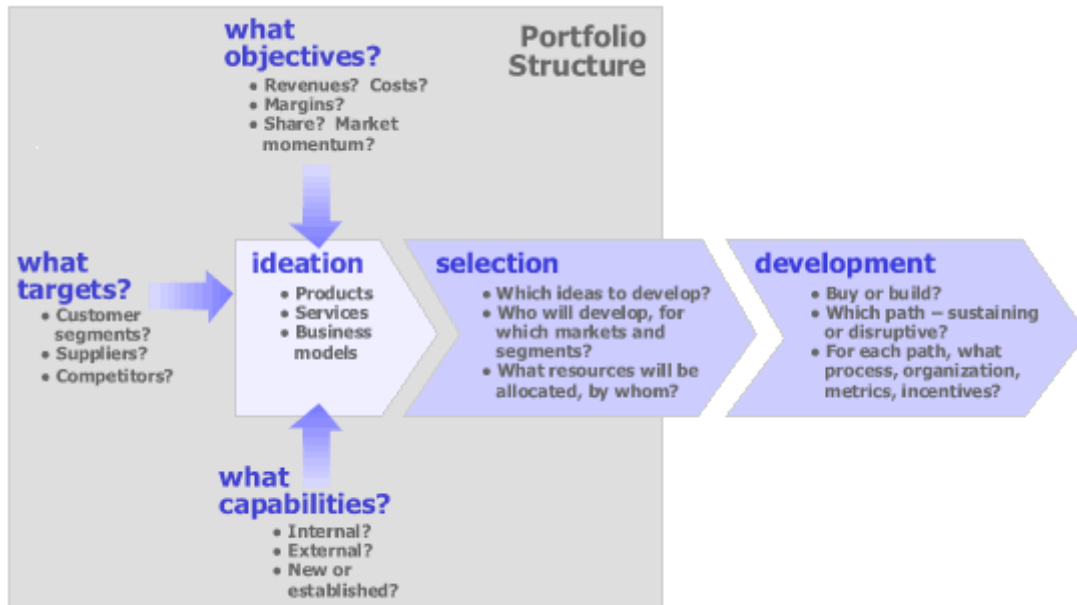 what
objectives?
• Revenues? Costs?
• Margins?
• Share? Market
momentum?
Portfolio
Structure
what
targets?
• Customer
segments?
• Suppliers?
• Competitors?
ideation
• Products
• Services
• Business
models
selection
• Which ideas to develop?
• Who will develop, for
which markets and
segments?
• What resources will be
allocated, by whom?
development
• Buy or build?
• Which path – sustaining
or disruptive?
• For each path, what
process, organization,
metrics, incentives?
what
capabilities?
• Internal?
• External?
• New or
established?